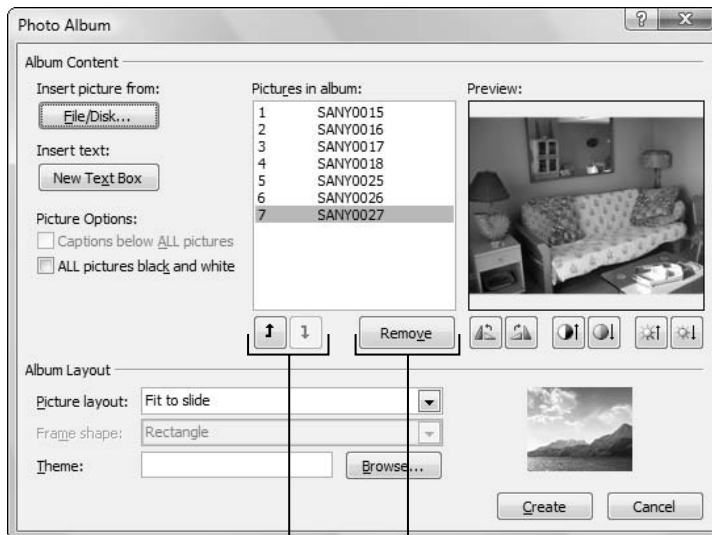 Photo Album
Album Content
Insert picture from:
File/Disk...
Insert text:
New Text Box
Picture Options:
Captions below ALL pictures
ALL pictures black and white
Pictures in album:
1 SANY0015
2 SANY0016
3 SANY0017
4 SANY0018
5 SANY0025
6 SANY0026
7 SANY0027
Remove
Preview:
Album Layout
Picture layout: Fit to slide
Frame shape: Rectangle
Theme:
Browse...
Create
Cancel